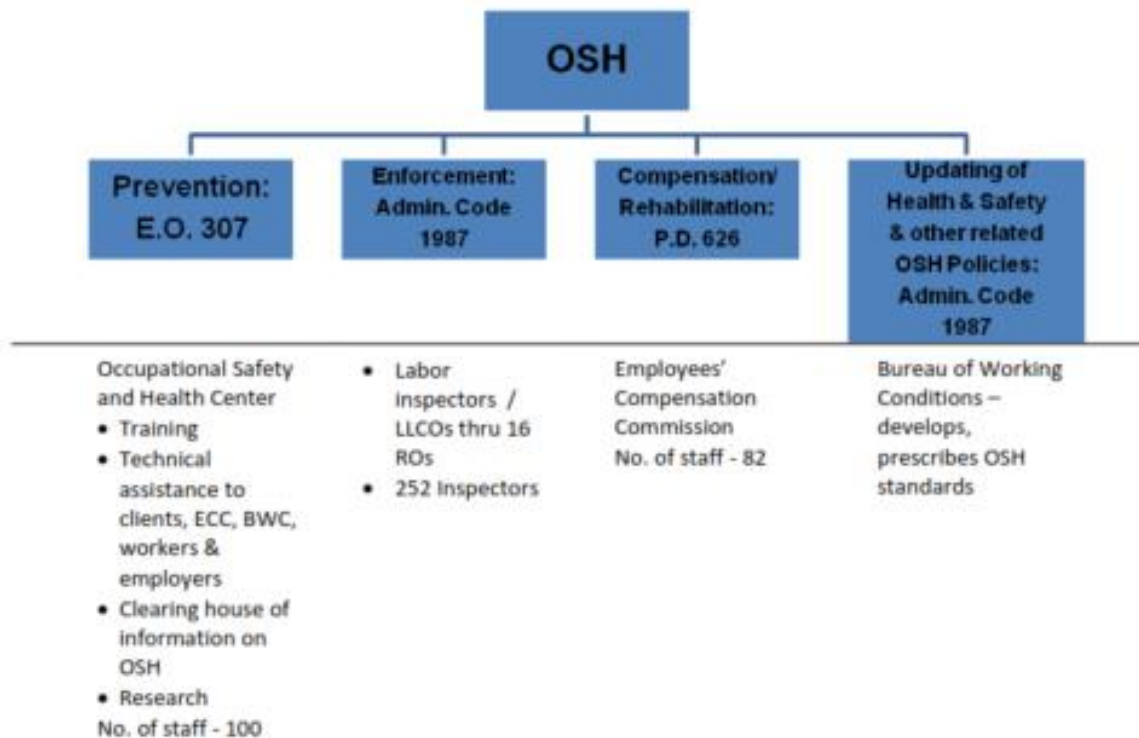 OSH
Prevention:
E.O. 307
Enforcement:
Admin. Code
1987
Compensation/
Rehabilitation:
P.D. 626
Updating of
Health & Safety
& other related
OSH Policies:
Admin. Code
1987
Occupational Safety
and Health Center
• Training
• Technical
assistance to
clients, ECC, BWC,
workers &
employers
• Clearing house of
information on
OSH
• Research
No. of staff - 100
• Labor
inspectors /
LLCOs thru 16
ROs
• 252 Inspectors
Employees'
Compensation
Commission
No. of staff - 82
Bureau of Working
Conditions –
develops,
prescribes OSH
standards